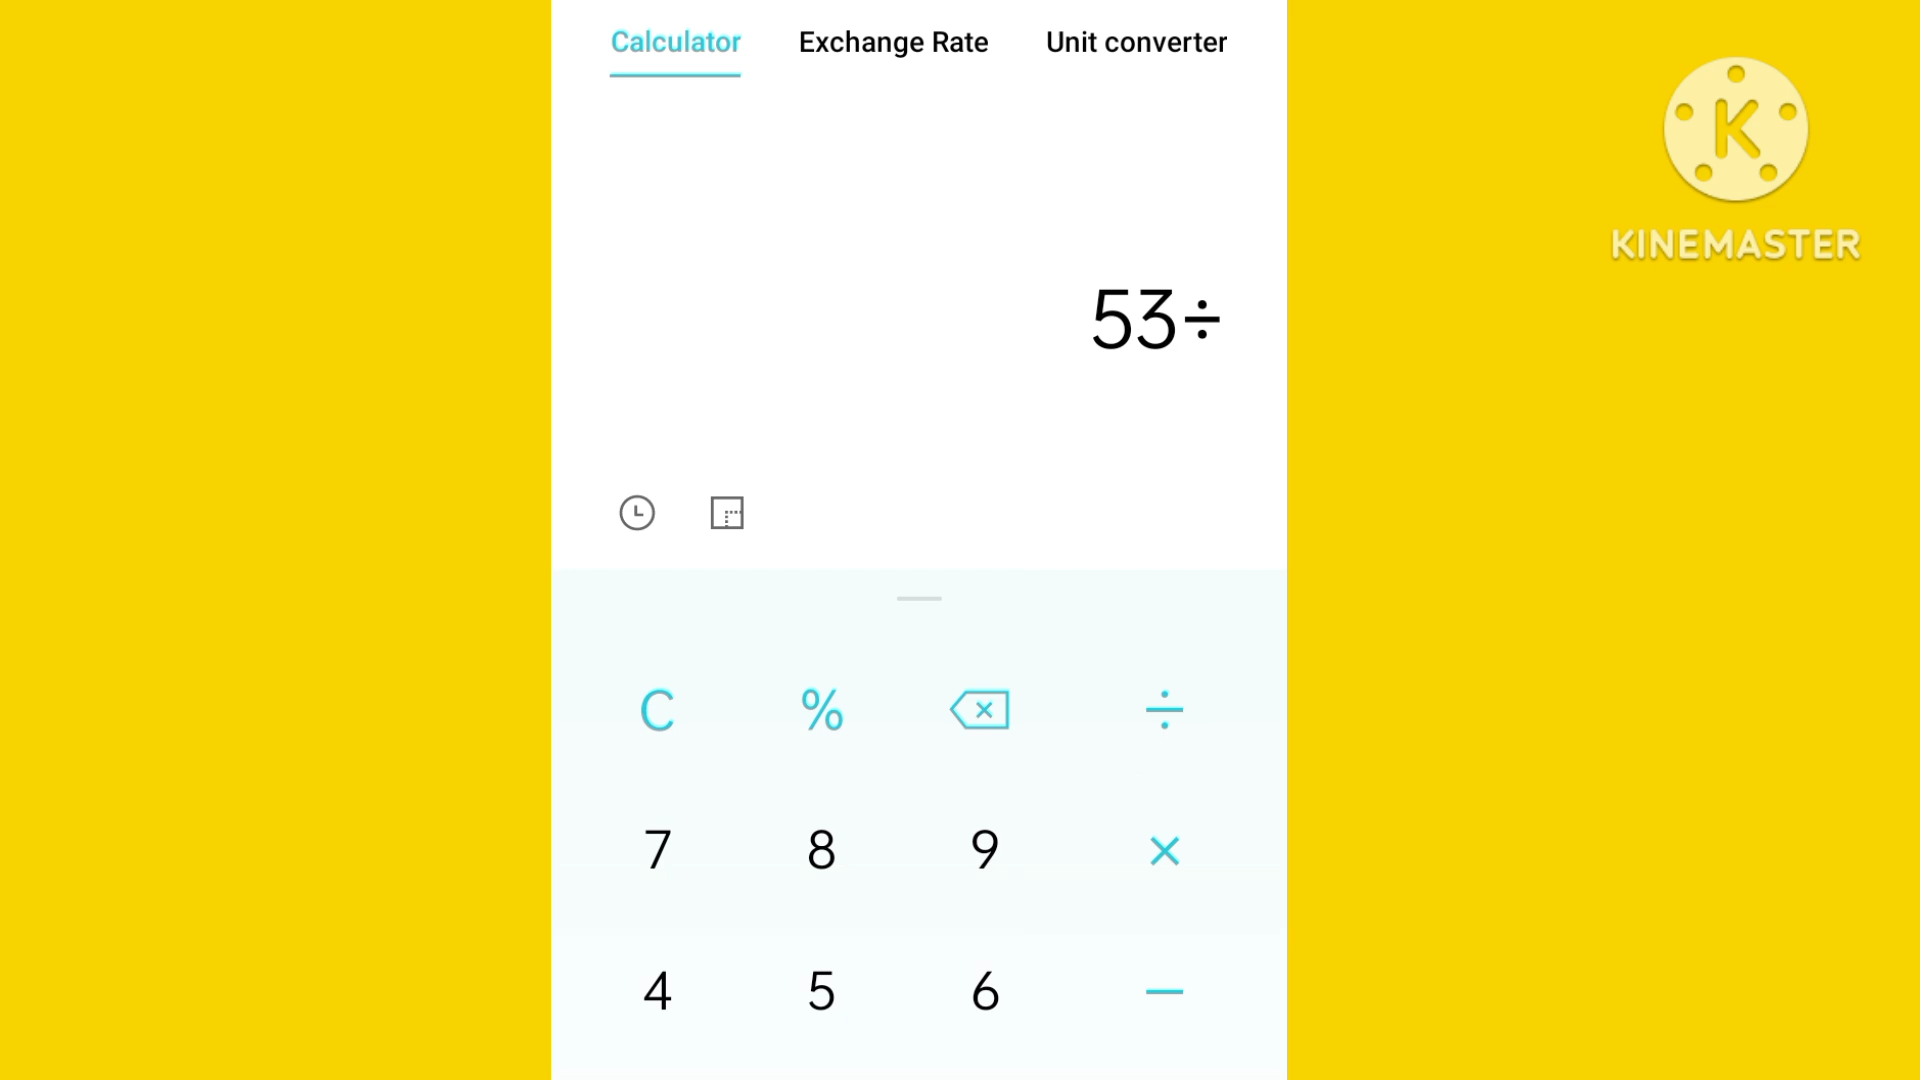 Calculator Exchange Rate Unit converter
K
KINEMASTER
53÷
C % ÷
7 8 9 ×
4 5 6 −